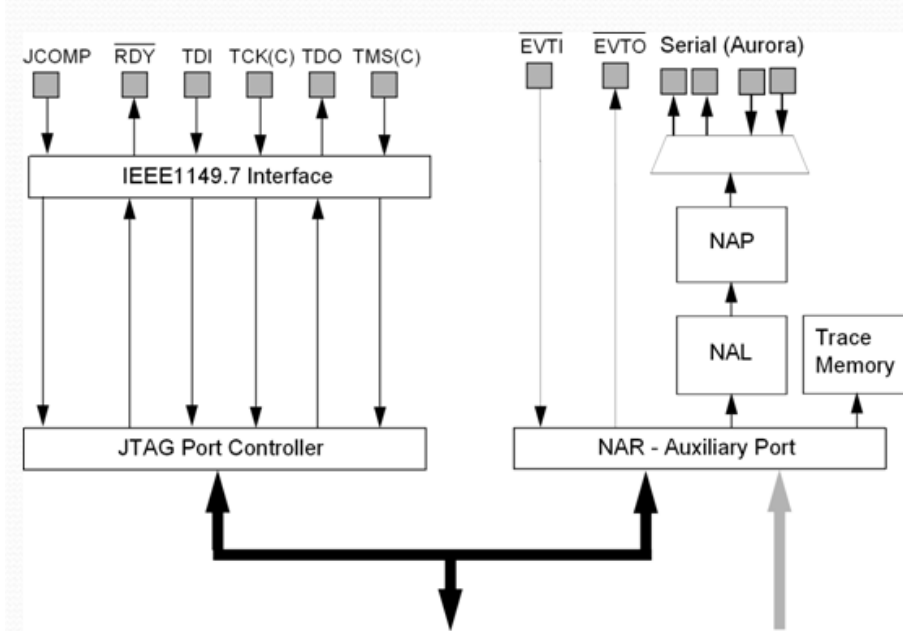 JCOMP RDY TDI TCK(C) TDO TMS(C) EVTI EVTO Serial (Aurora)
IEEE1149.7 Interface
NAP
NAL
Trace
Memory
JTAG Port Controller
NAR - Auxiliary Port